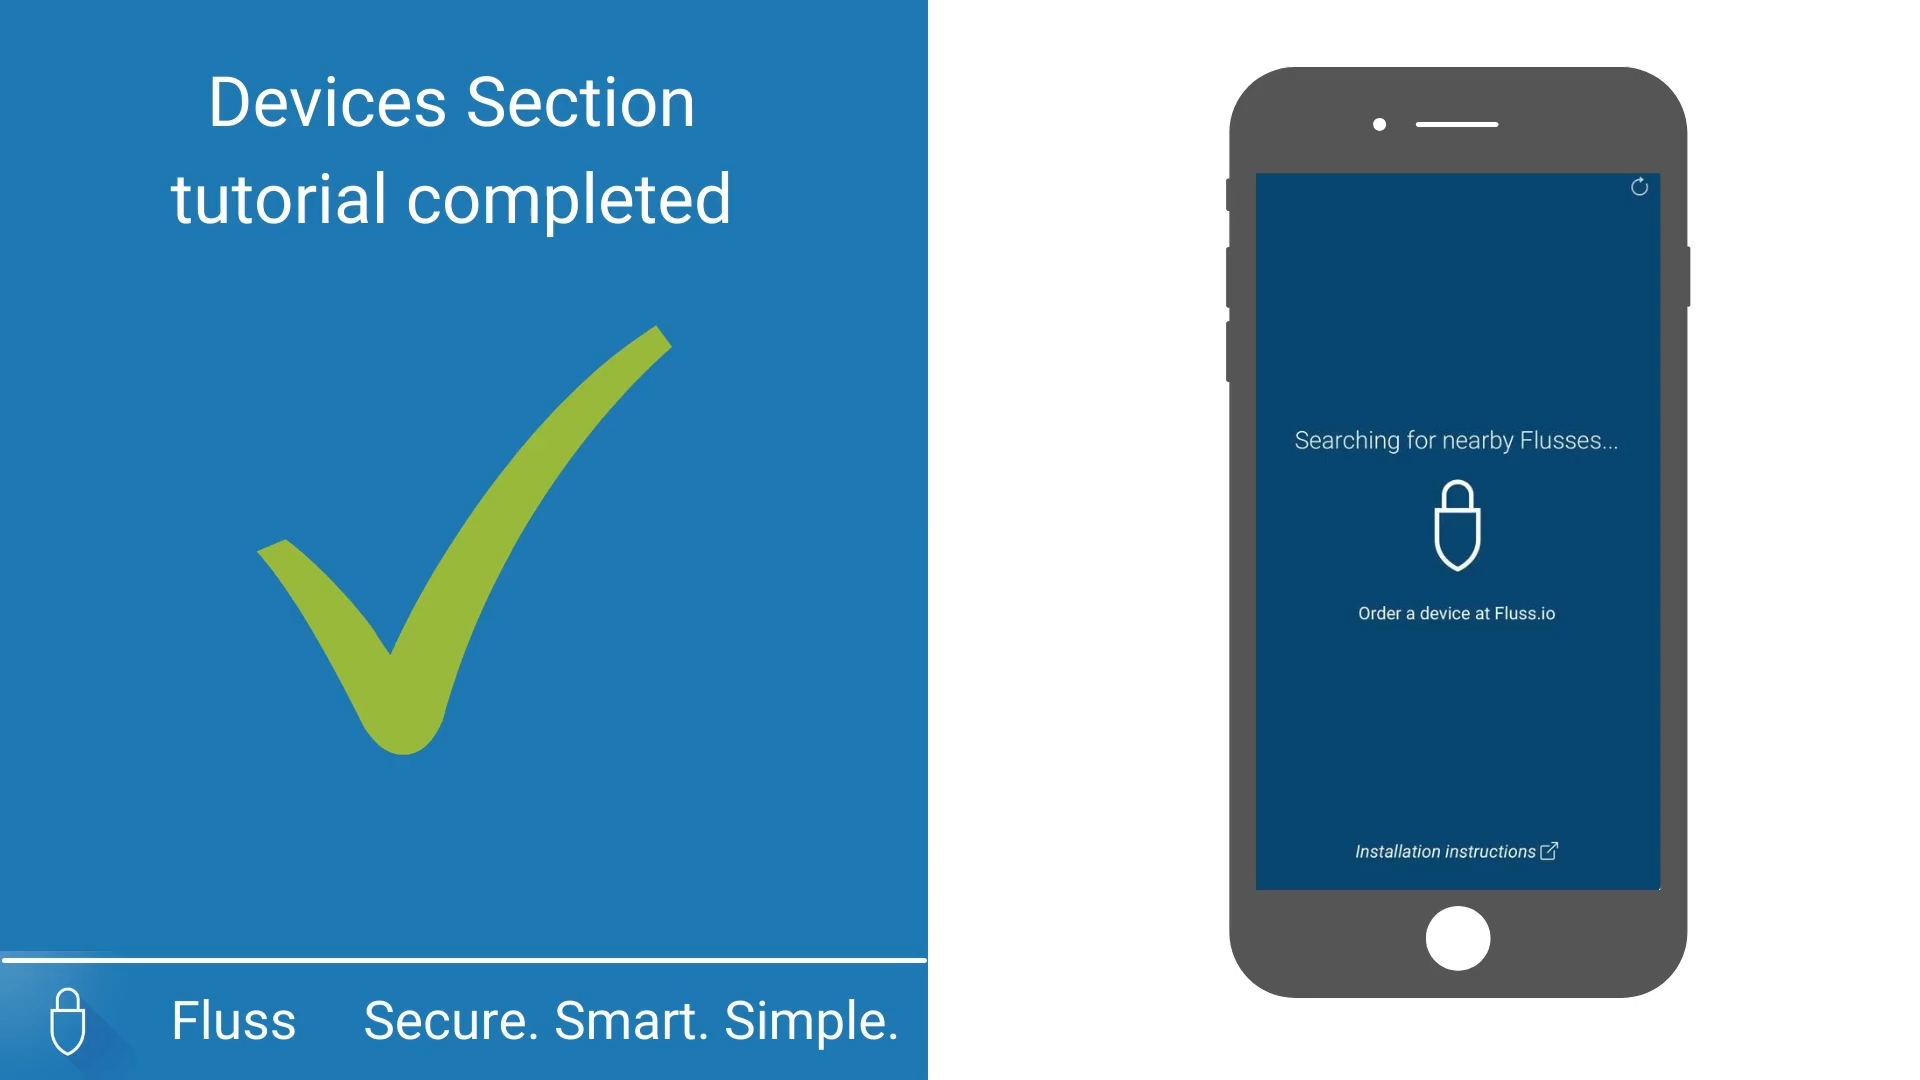 Devices Section
tutorial completed
Fluss Secure. Smart. Simple.
Searching for nearby Flusses...
Order a device at Fluss.io
Installation instructions